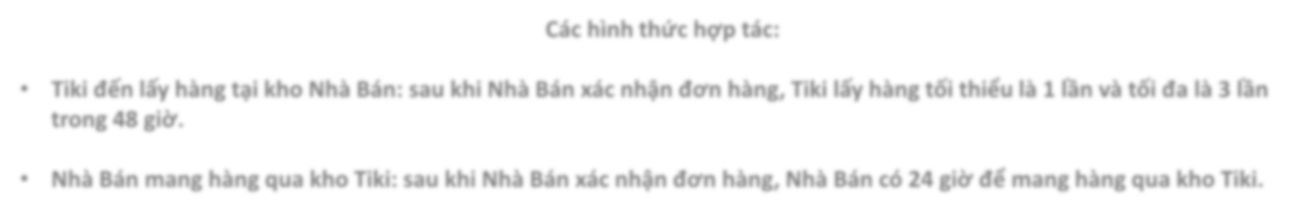 Các hình thức hợp tác:
• Tiki đến lấy hàng tại kho Nhà Bán: sau khi Nhà Bán xác nhận đơn hàng, Tiki lấy hàng tối thiểu là 1 lần và tối đa là 3 lần
trong 48 giờ.
• Nhà Bán mang hàng qua kho Tiki: sau khi Nhà Bán xác nhận đơn hàng, Nhà Bán có 24 giờ để mang hàng qua kho Tiki.